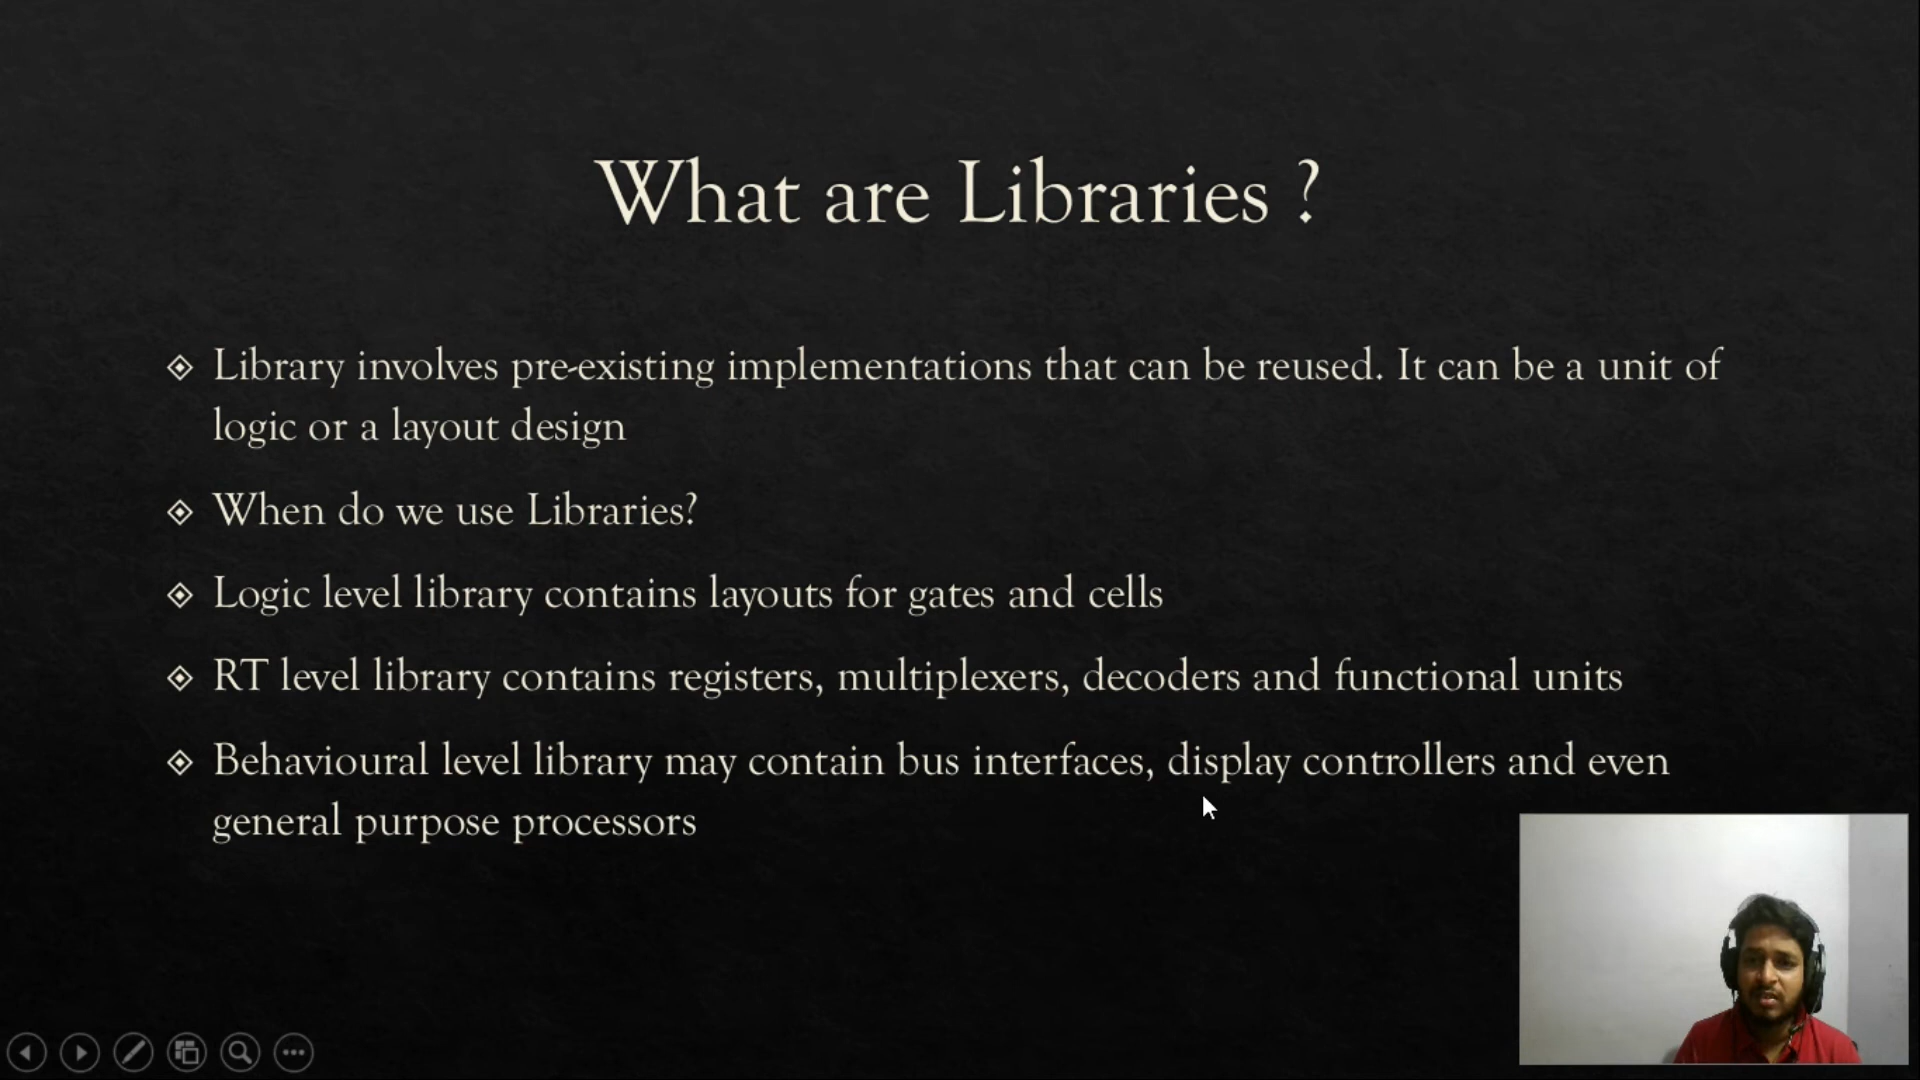 What are Libraries ?
Library involves pre-existing implementations that can be reused. It can be a unit of
logic or a layout design
When do we use Libraries?
Logic level library contains layouts for gates and cells
RT level library contains registers, multiplexers, decoders and functional units
Behavioural level library may contain bus interfaces, display controllers and even
general purpose processors